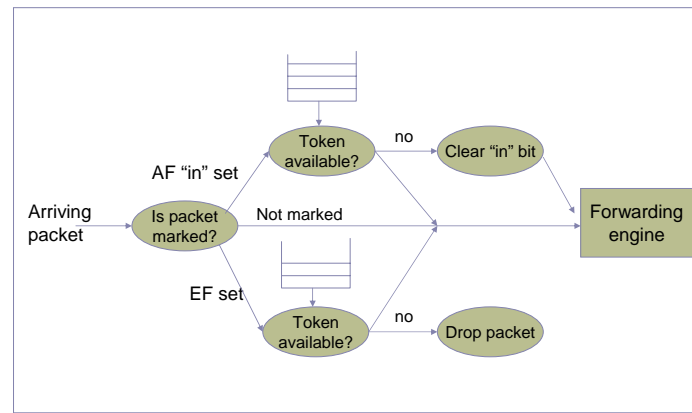 Token
available?
no
Clear “in” bit
AF “in” set
Arriving
packet
Is packet
marked?
Not marked
Forwarding
engine
EF set
Token
available?
no
Drop packet